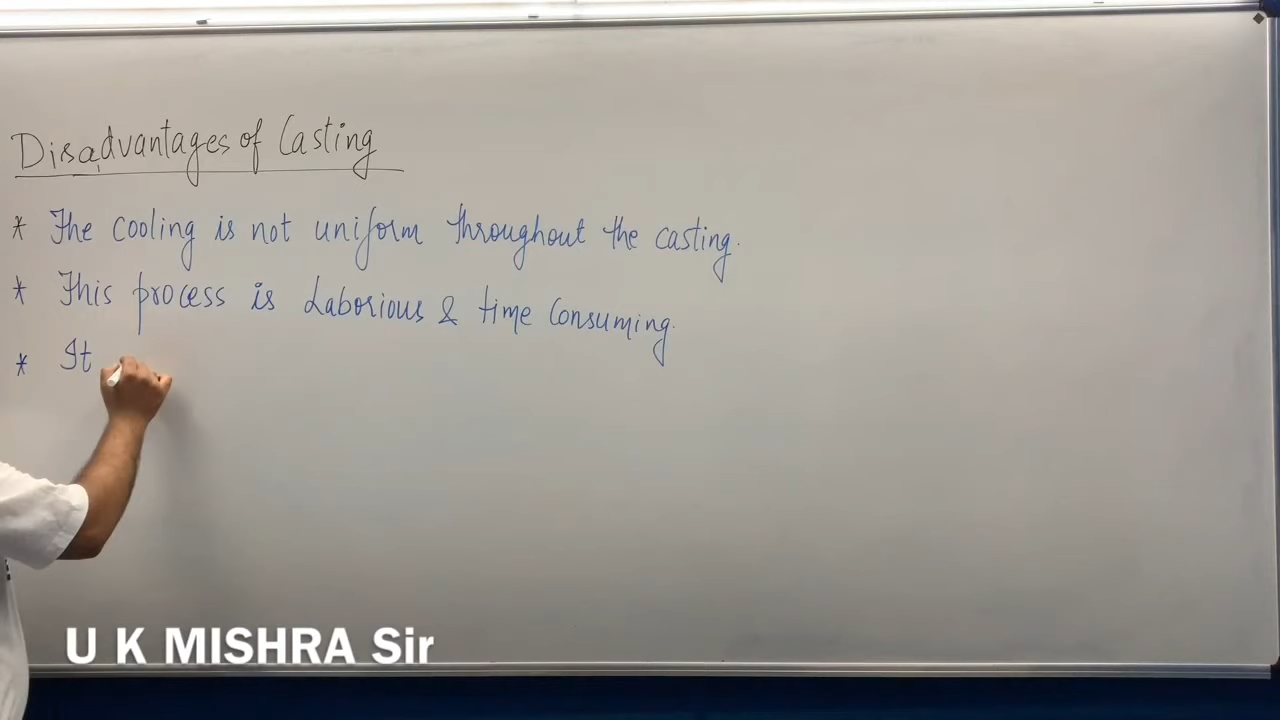 Disadvantages of Casting
* The cooling is not uniform throughout the casting.
* This process is Laborious & time Consuming.
* It
U K MISHRA Sir